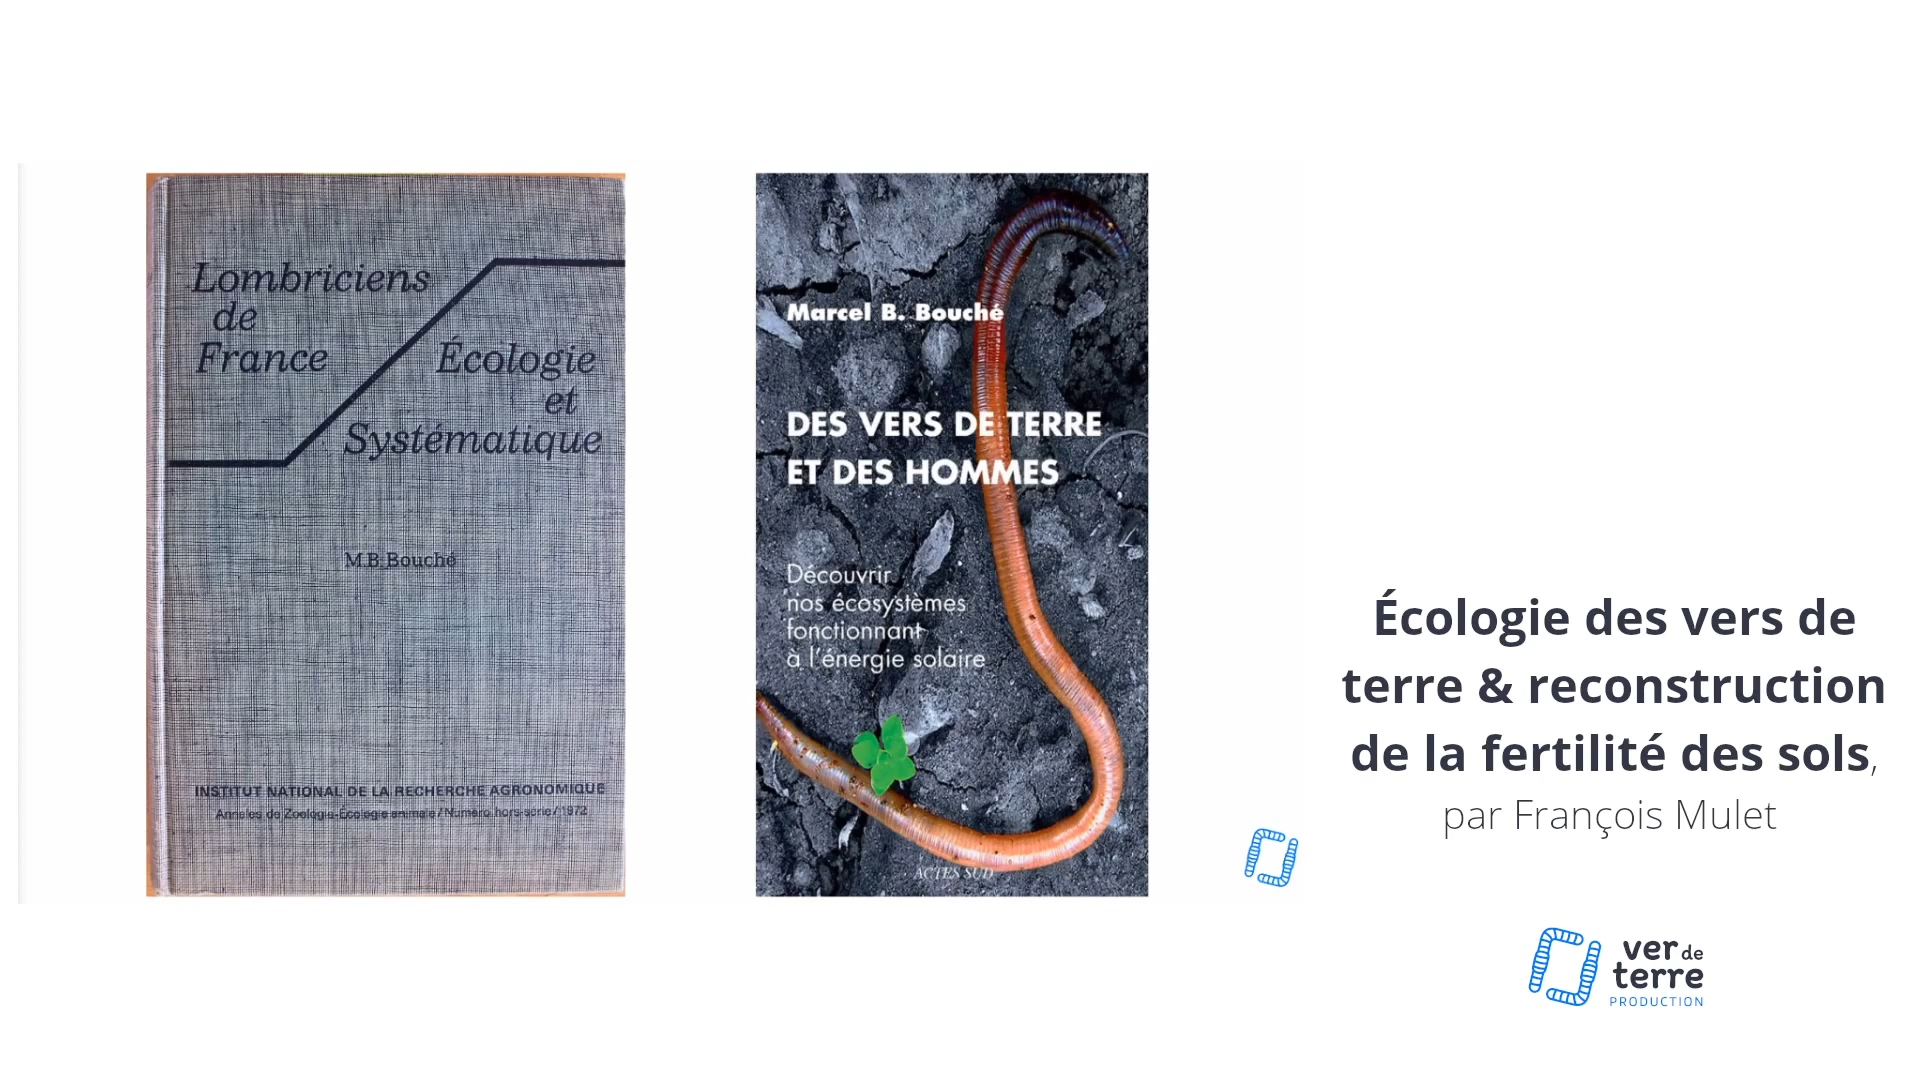 Lombriciens
de
France
Écologie
et
Systématique
M.B. Bouché
INSTITUT NATIONAL DE LA RECHERCHE AGRONOMIQUE
Annales de Zoologie-Écologie animale / Numéro hors-série / 1972
Marcel B. Bouché
DES VERS DE TERRE
ET DES HOMMES
Découvrir
nos écosystèmes
fonctionnant
à l'énergie solaire
ACTES SUD
Écologie des vers de
terre & reconstruction
de la fertilité des sols,
par François Mulet
ver de
terre
PRODUCTION